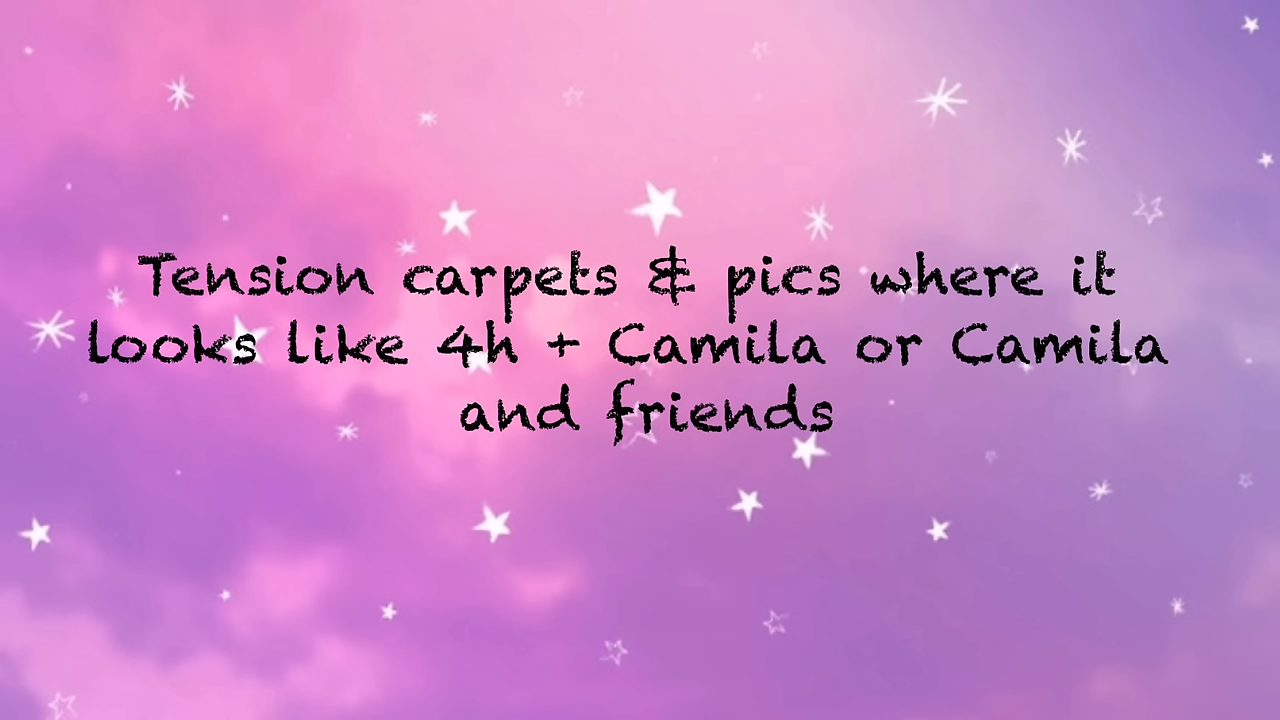 Tension carpets & pics where it
looks like 4h + Camila or Camila
and friends